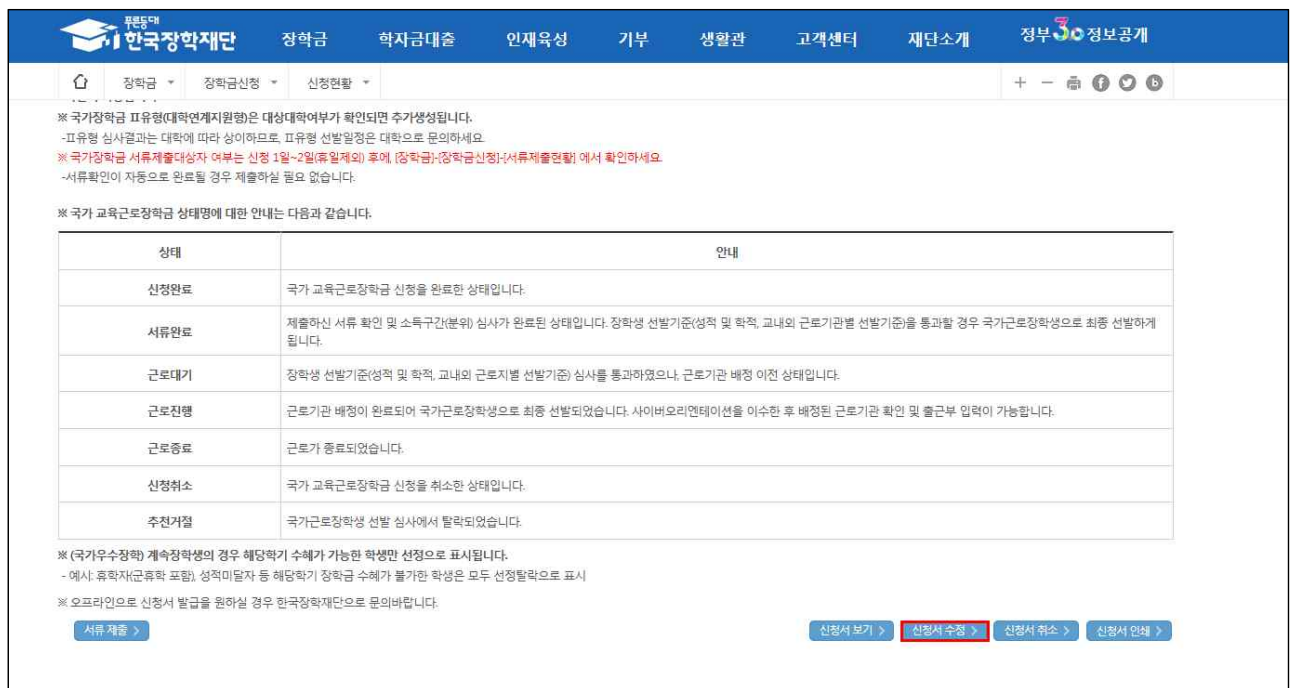 푸른등대
한국장학재단
장학금 학자금대출 인재육성 기부 생활관 고객센터 재단소개 정부3.0정보공개
장학금 장학금신청 신청현황
※ 국가장학금 Ⅱ유형(대학연계지원형)은 대상대학여부가 확인되면 추가생성됩니다.
-Ⅱ유형 심사결과는 대학에 따라 상이하므로, Ⅱ유형 선발일정은 대학으로 문의하세요.
※ 국가장학금 서류제출대상자 여부는 신청 1일~2일(휴일제외) 후에, [장학금]-[장학금신청]-[서류제출현황] 에서 확인하세요.
-서류확인이 자동으로 완료될 경우 제출하실 필요 없습니다.
※ 국가 교육근로장학금 상태명에 대한 안내는 다음과 같습니다.
상태 안내
신청완료 국가 교육근로장학금 신청을 완료한 상태입니다.
서류완료 제출하신 서류 확인 및 소득구간(분위) 심사가 완료된 상태입니다. 장학생 선발기준(성적 및 학적, 교내외 근로기관별 선발기준)을 통과할 경우 국가근로장학생으로 최종 선발하게
됩니다.
근로대기 장학생 선발기준(성적 및 학적, 교내외 근로지별 선발기준) 심사를 통과하였으나, 근로기관 배정 이전 상태입니다.
근로진행 근로기관 배정이 완료되어 국가근로장학생으로 최종 선발되었습니다. 사이버오리엔테이션을 이수한 후 배정된 근로기관 확인 및 출근부 입력이 가능합니다.
근로종료 근로가 종료되었습니다.
신청취소 국가 교육근로장학금 신청을 취소한 상태입니다.
추천거절 국가근로장학생 선발 심사에서 탈락되었습니다.
※ (국가우수장학) 계속장학생의 경우 해당학기 수혜가 가능한 학생만 선정으로 표시됩니다.
- 예시: 휴학자(군휴학 포함), 성적미달자 등 해당학기 장학금 수혜가 불가한 학생은 모두 선정탈락으로 표시
※ 오프라인으로 신청서 발급을 원하실 경우 한국장학재단으로 문의바랍니다.
서류 제출 > 신청서 보기 > 신청서 수정 > 신청서 취소 > 신청서 인쇄 >